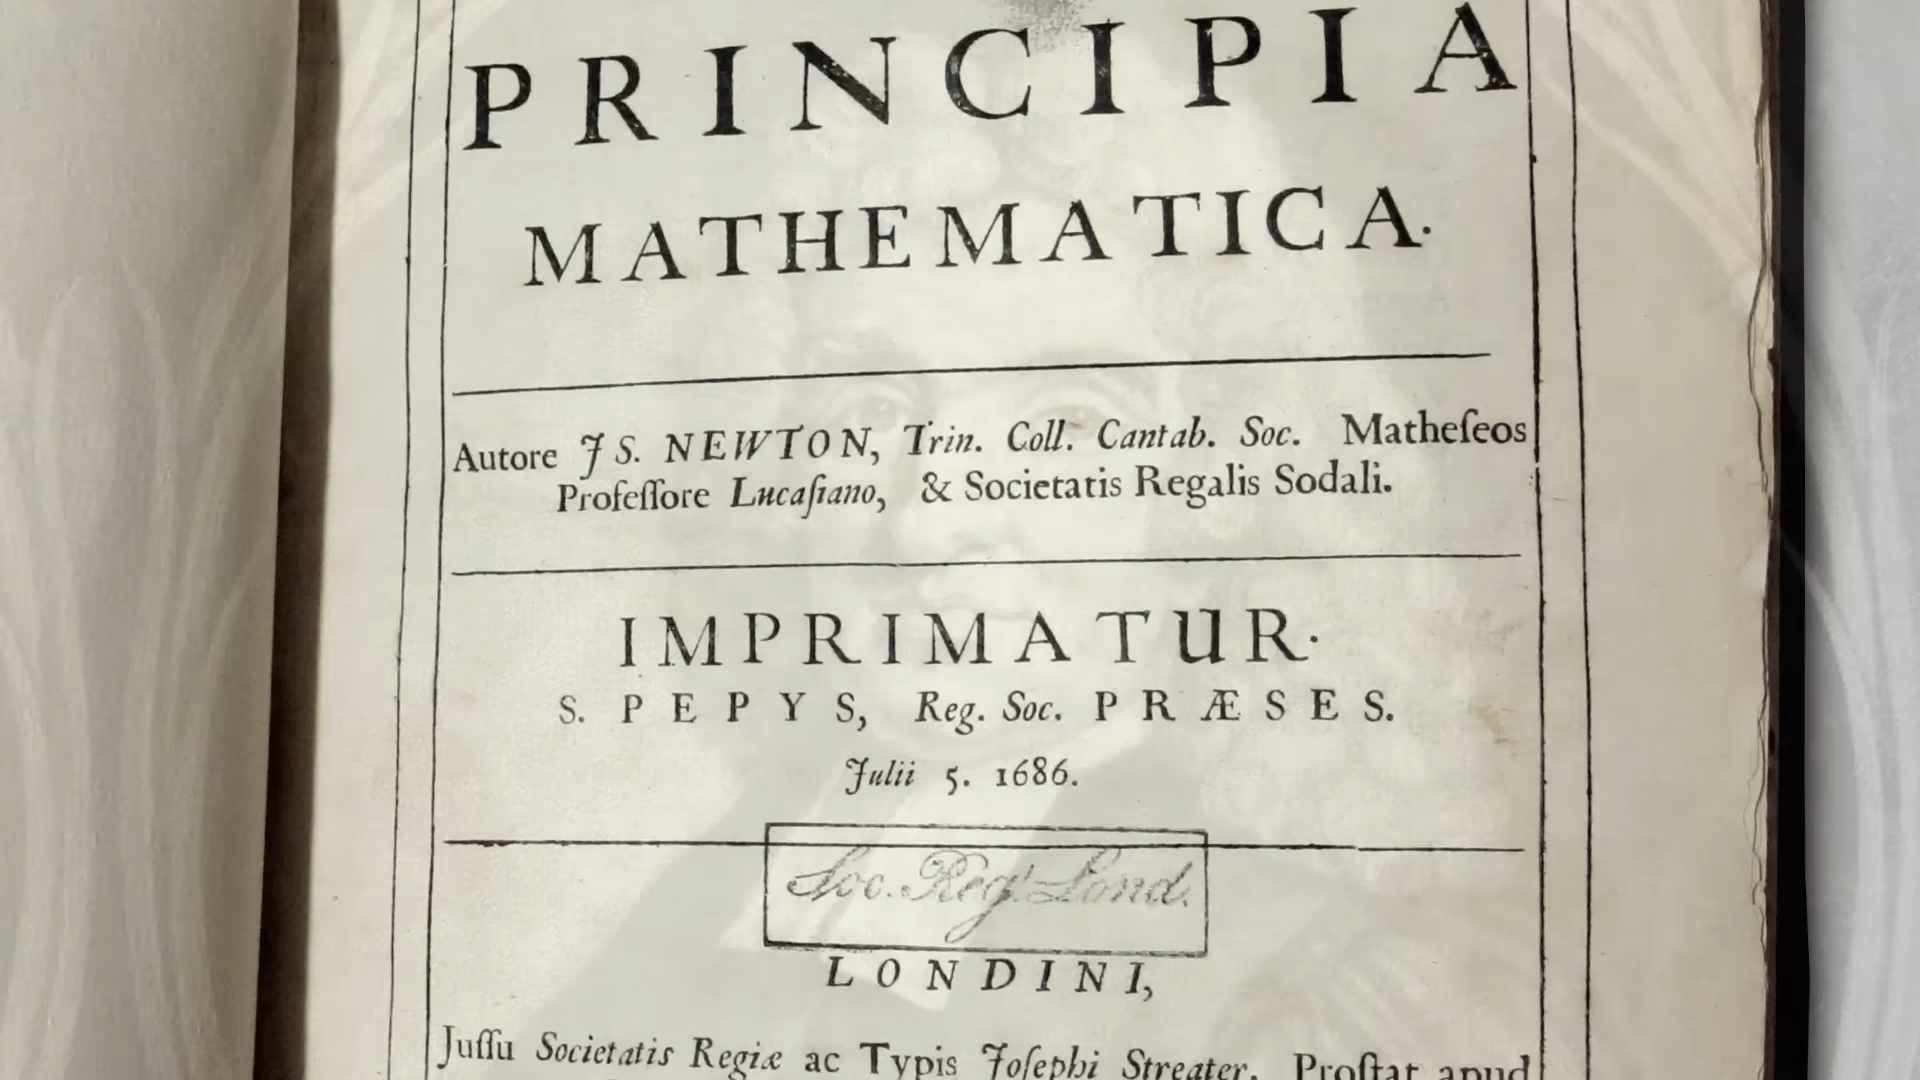 PRINCIPIA
MATHEMATICA.
Autore JS. NEWTON, Trin. Coll. Cantab. Soc. Matheſeos
Profeſſore Lucaſiano, & Societatis Regalis Sodali.
IMPRIMATUR.
S. PEPYS, Reg. Soc. PRÆSES.
Julii 5. 1686.
Soc. Reg. Lond.
LONDINI,
Juſſu Societatis Regiæ ac Typis Joſephi Streater. Proſtat apud